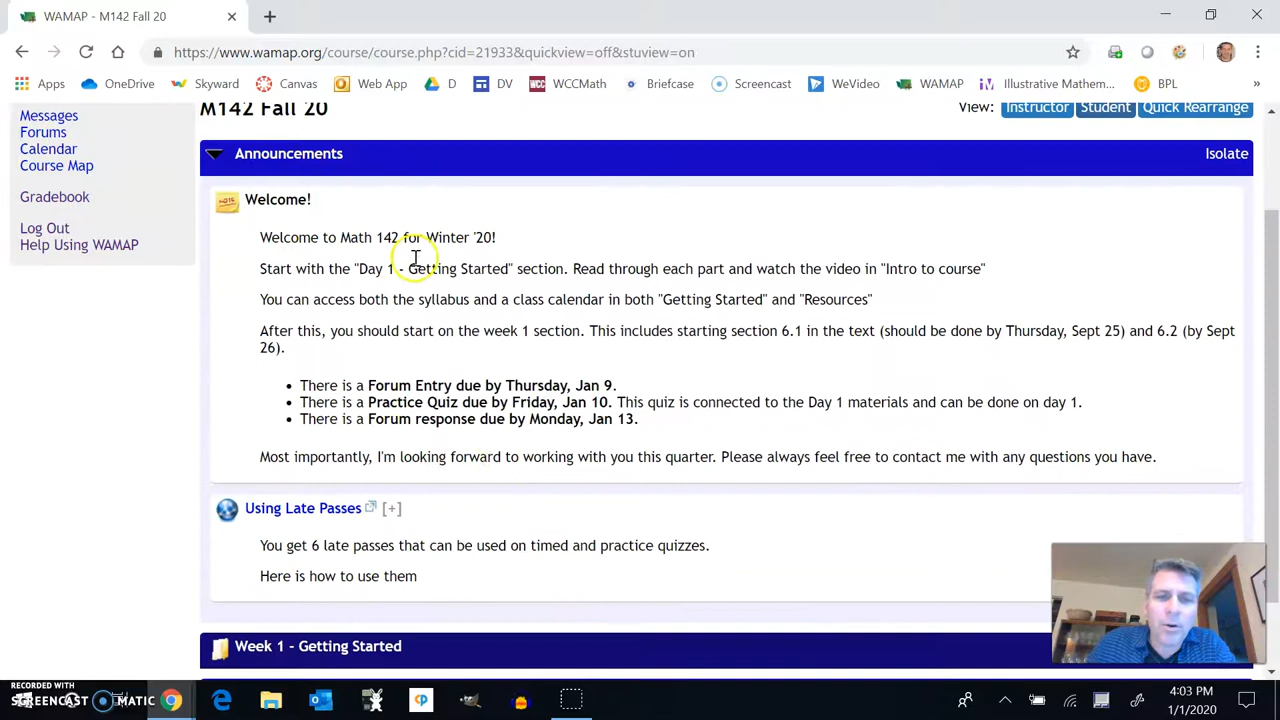 WAMAP - M142 Fall 20
https://www.wamap.org/course/course.php?cid=21933&quickview=off&stuview=on
Apps OneDrive Skyward Canvas Web App D DV WCCMath Briefcase Screencast WeVideo WAMAP Illustrative Mathem... BPL »
M142 Fall 20
View: Instructor Student Quick Rearrange
Messages
Forums
Calendar
Course Map
Gradebook
Log Out
Help Using WAMAP
Announcements
Isolate
Welcome!
Welcome to Math 142 for Winter '20!
Start with the "Day 1 - Getting Started" section. Read through each part and watch the video in "Intro to course"
You can access both the syllabus and a class calendar in both "Getting Started" and "Resources"
After this, you should start on the week 1 section. This includes starting section 6.1 in the text (should be done by Thursday, Sept 25) and 6.2 (by Sept
26).
• There is a Forum Entry due by Thursday, Jan 9.
• There is a Practice Quiz due by Friday, Jan 10. This quiz is connected to the Day 1 materials and can be done on day 1.
• There is a Forum response due by Monday, Jan 13.
Most importantly, I'm looking forward to working with you this quarter. Please always feel free to contact me with any questions you have.
Using Late Passes [+]
You get 6 late passes that can be used on timed and practice quizzes.
Here is how to use them
Week 1 - Getting Started
RECORDED WITH
SCREENCAST MATIC
4:03 PM
1/1/2020